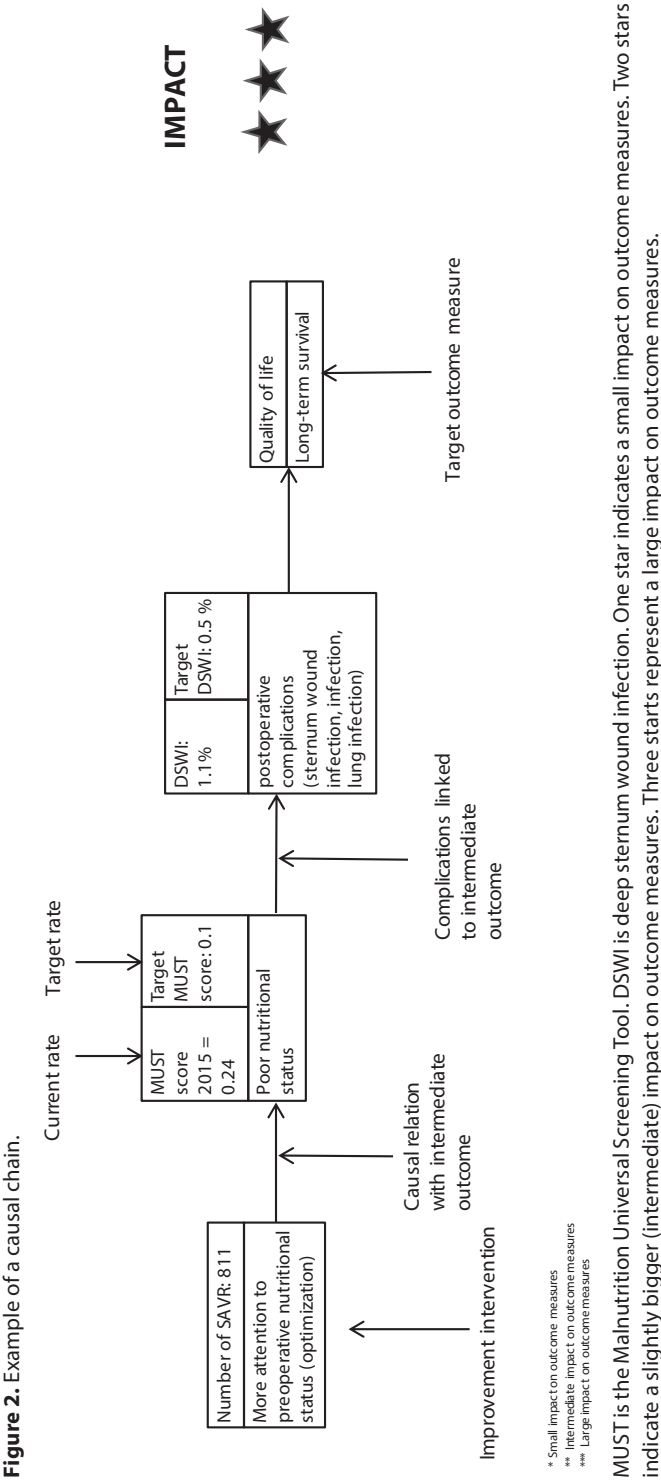 Figure 2. Example of a causal chain.
Current rate
Target rate
IMPACT
Number of SAVR: 811
More attention to
preoperative nutritional
status (optimization)
MUST
score
2015 =
0.24
Target
MUST
score: 0.1
Poor nutritional
status
DSWI:
1.1%
Target
DSWI: 0.5 %
postoperative
complications
(sternum wound
infection, infection,
lung infection)
Quality of life
Long-term survival
Improvement intervention
Causal relation
with intermediate
outcome
Complications linked
to intermediate
outcome
Target outcome measure
* Small impact on outcome measures
** Intermediate impact on outcome measures
*** Large impact on outcome measures
MUST is the Malnutrition Universal Screening Tool. DSWI is deep sternum wound infection. One star indicates a small impact on outcome measures. Two stars
indicate a slightly bigger (intermediate) impact on outcome measures. Three starts represent a large impact on outcome measures.